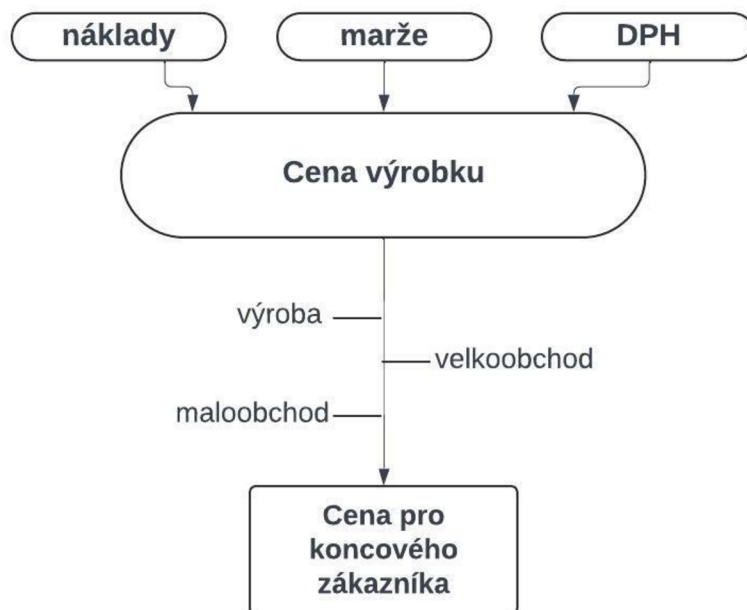 náklady
marže
DPH
Cena výrobku
výroba
velkoobchod
maloobchod
Cena pro
koncového
zákazníka